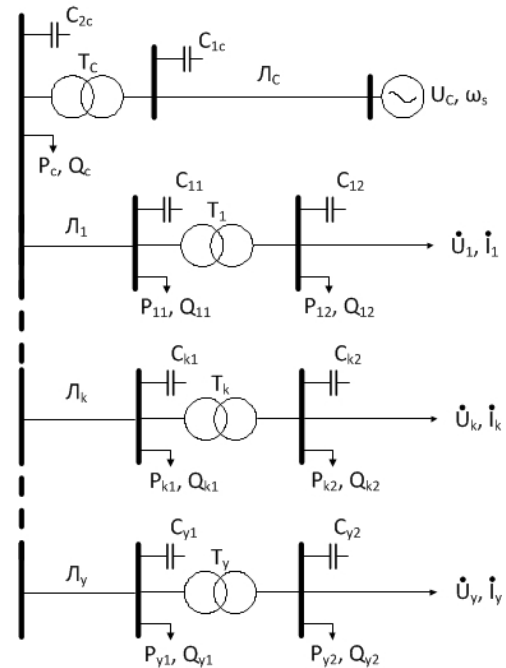 C2c
C1c
Tc
Лc
Uc, ωs
Pc, Qc
C11
C12
T1
Л1
U̇1, İ1
P11, Q11
P12, Q12
Ck1
Ck2
Tk
Лk
U̇k, İk
Pk1, Qk1
Pk2, Qk2
Cy1
Cy2
Ty
Лy
U̇y, İy
Py1, Qy1
Py2, Qy2